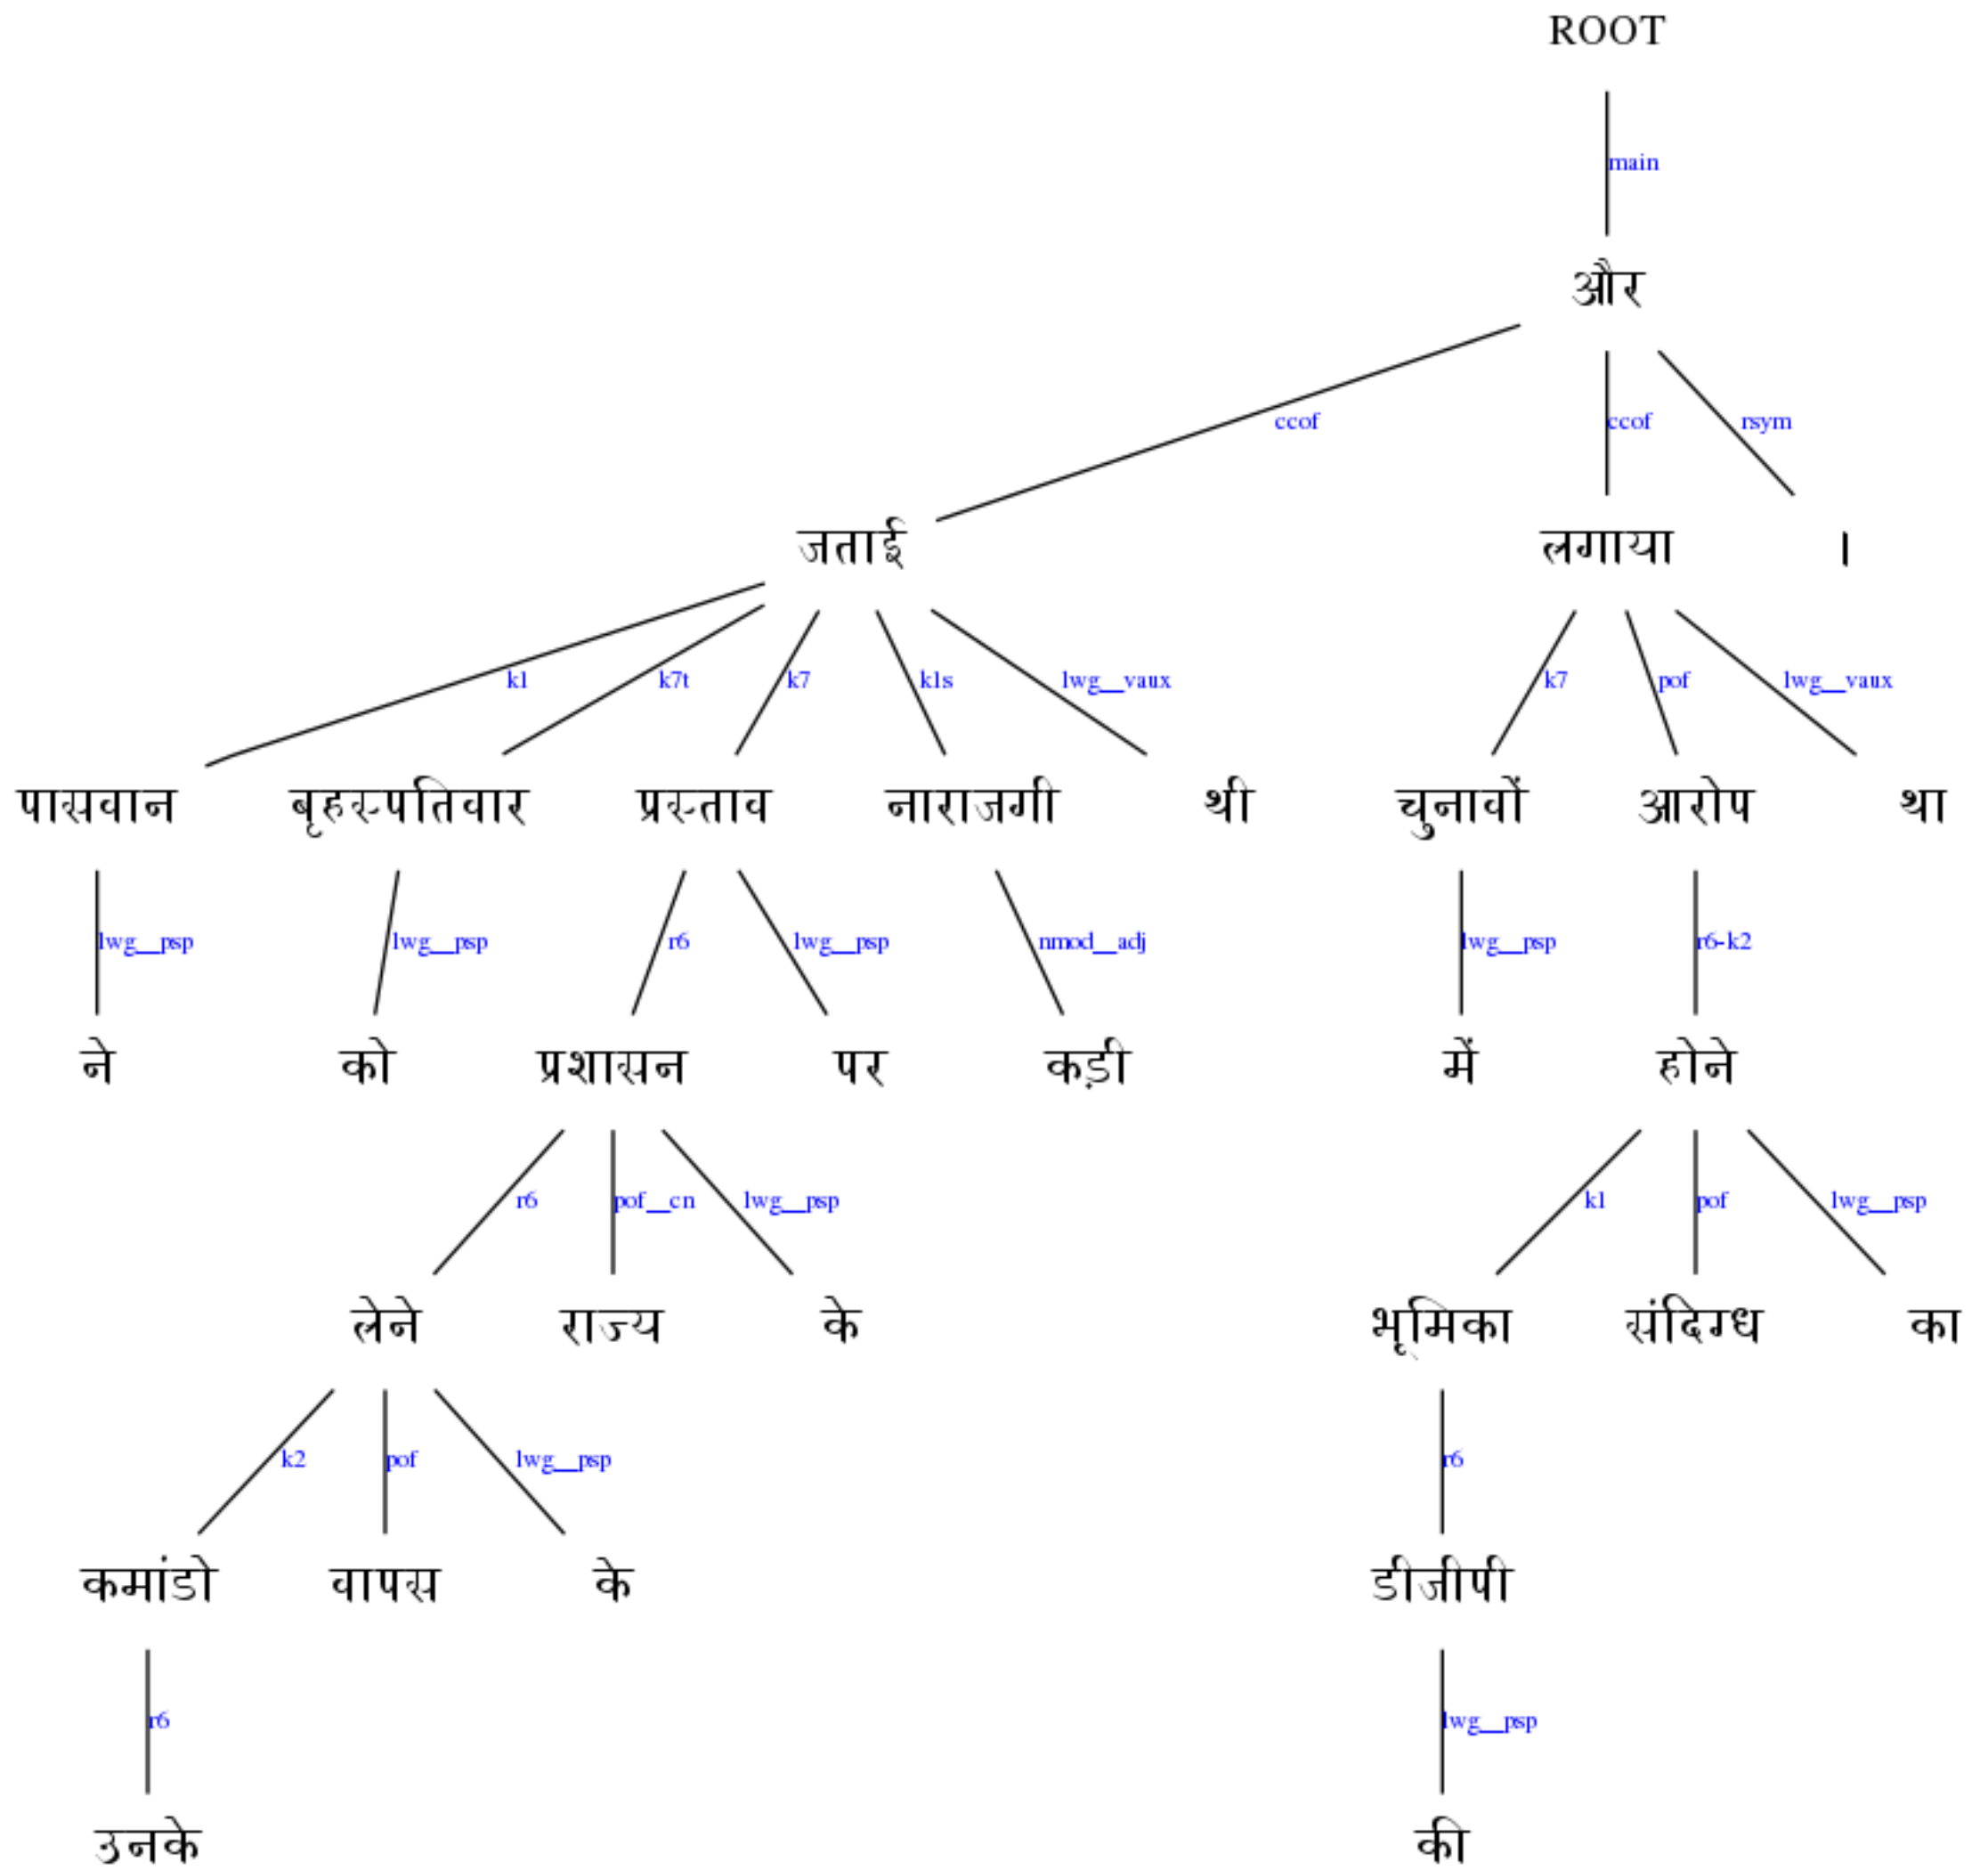 ROOT
main
और
ccof ccof rsym
जताई लगाया ।
k1 k7t k7 k1s lwg__vaux k7 pof lwg__vaux
पासवान बृहस्पतिवार प्रस्ताव नाराजगी थी चुनावों आरोप था
lwg__psp lwg__psp r6 lwg__psp nmod__adj lwg__psp r6-k2
ने को प्रशासन पर कड़ी में होने
r6 pof__cn lwg__psp k1 pof lwg__psp
लेने राज्य के भूमिका संदिग्ध का
k2 pof lwg__psp r6
कमांडो वापस के डीजीपी
r6 lwg__psp
उनके की